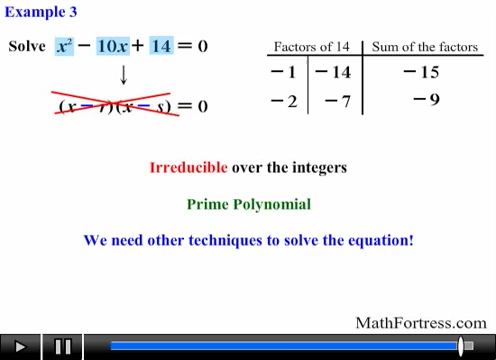 Example 3
Solve x² − 10x + 14 = 0
↓
(x − r)(x − s) = 0
Factors of 14 Sum of the factors
−1 −14 −15
−2 −7 −9
Irreducible over the integers
Prime Polynomial
We need other techniques to solve the equation!
MathFortress.com